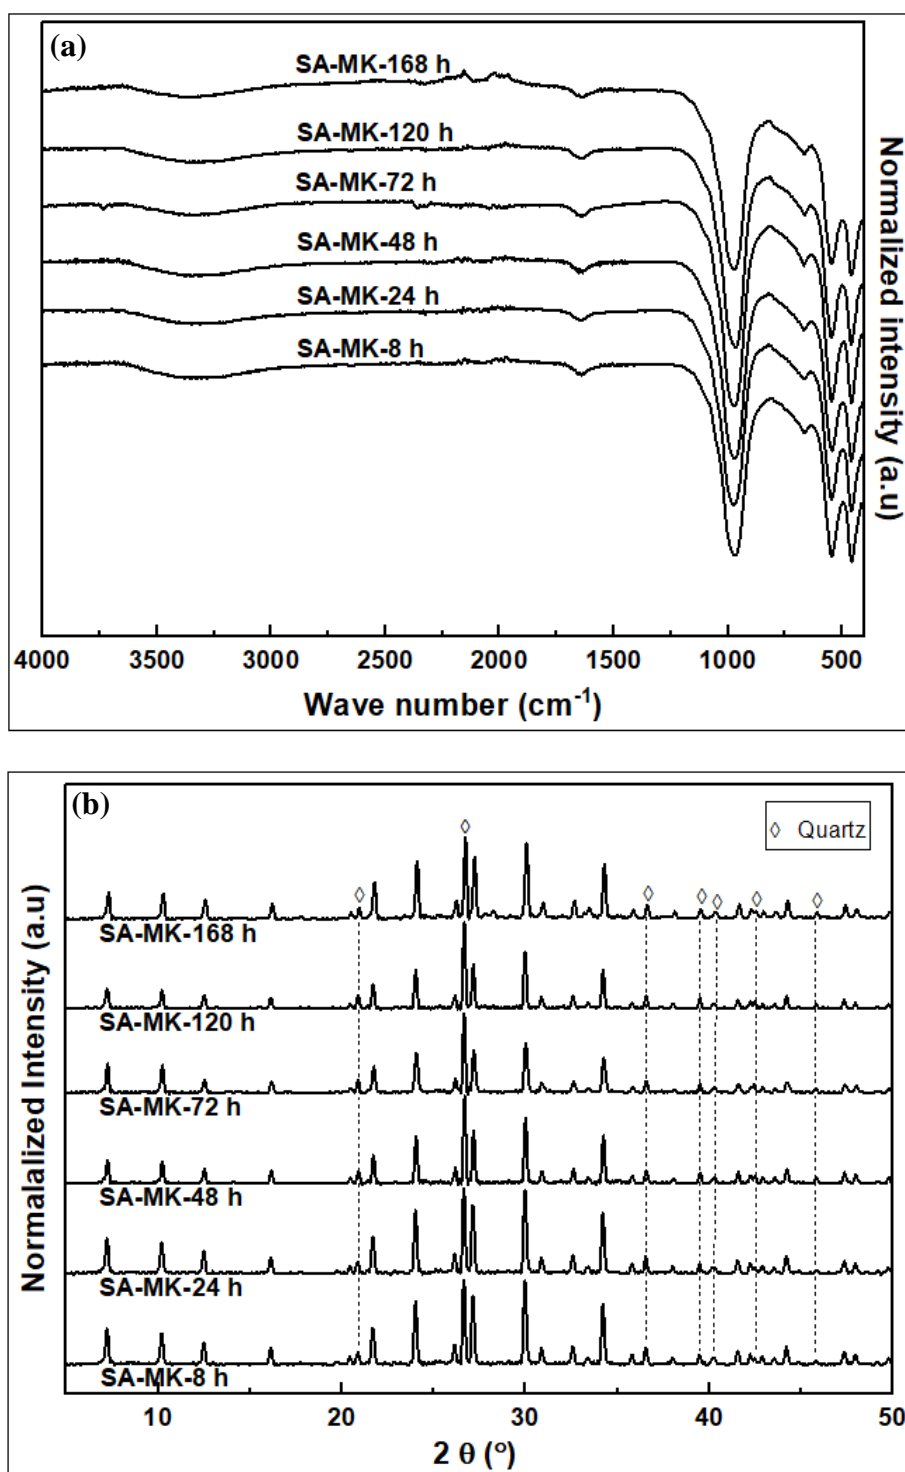 (a)
SA-MK-168 h
SA-MK-120 h
SA-MK-72 h
SA-MK-48 h
SA-MK-24 h
SA-MK-8 h
Normalized intensity (a.u)
4000 3500 3000 2500 2000 1500 1000 500
Wave number (cm⁻¹)
(b)
◊ Quartz
SA-MK-168 h
SA-MK-120 h
SA-MK-72 h
SA-MK-48 h
SA-MK-24 h
SA-MK-8 h
Normalalized Intensity (a.u)
10 20 30 40 50
2 θ (°)